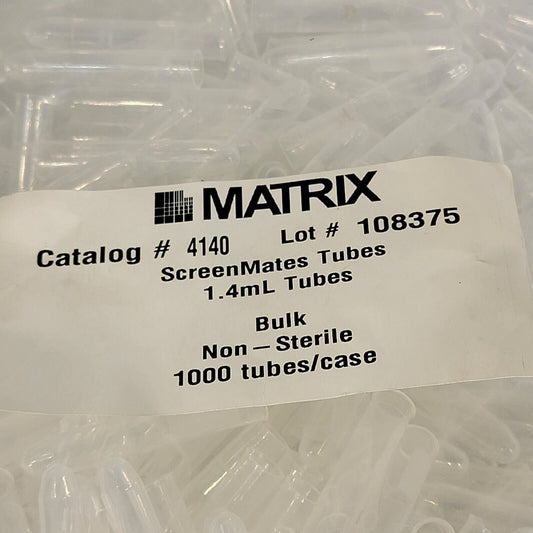 MATRIX
Catalog # 4140 Lot # 108375
ScreenMates Tubes
1.4mL Tubes
Bulk
Non-Sterile
1000 tubes/case